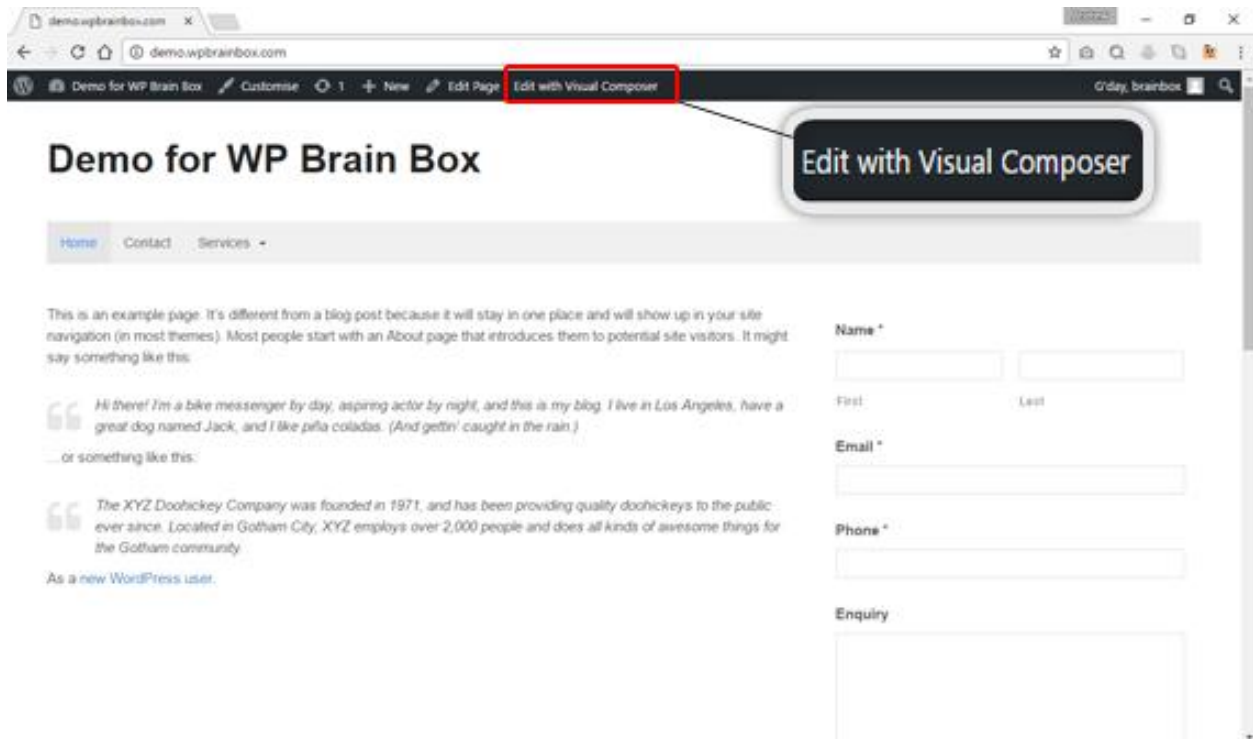 demo.wpbrainbox.com
demo.wpbrainbox.com
Demo for WP Brain Box Customise 1 New Edit Page Edit with Visual Composer G'day, brainbox
Edit with Visual Composer
Demo for WP Brain Box
Home Contact Services
This is an example page. It's different from a blog post because it will stay in one place and will show up in your site
navigation (in most themes). Most people start with an About page that introduces them to potential site visitors. It might
say something like this:
Hi there! I'm a bike messenger by day, aspiring actor by night, and this is my blog. I live in Los Angeles, have a
great dog named Jack, and I like piña coladas. (And gettin' caught in the rain.)
...or something like this:
The XYZ Doohickey Company was founded in 1971, and has been providing quality doohickeys to the public
ever since. Located in Gotham City, XYZ employs over 2,000 people and does all kinds of awesome things for
the Gotham community.
As a new WordPress user.
Name *
First Last
Email *
Phone *
Enquiry